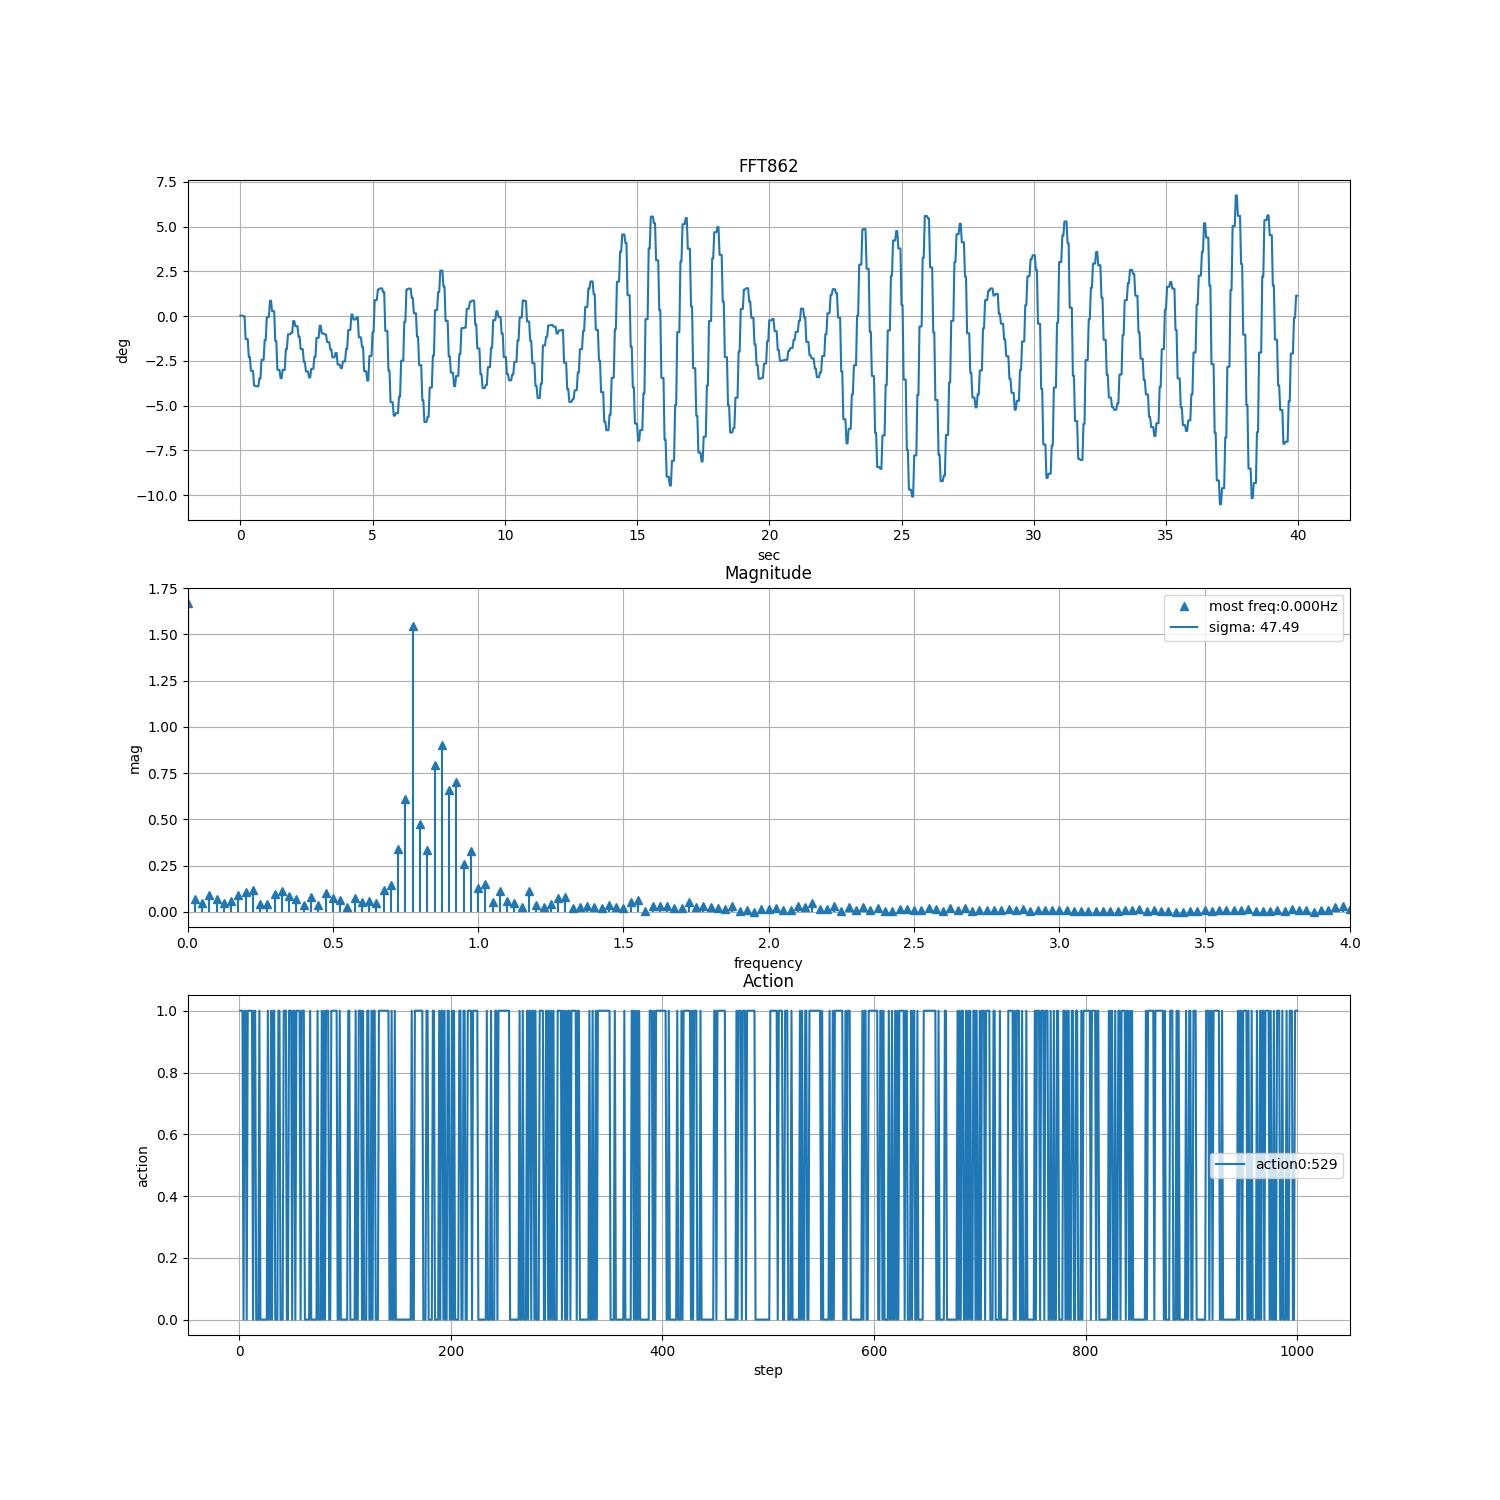 FFT862
7.5
5.0
2.5
0.0
−2.5
−5.0
−7.5
−10.0
deg
0 5 10 15 20 25 30 35 40
sec
Magnitude
1.75
1.50
1.25
1.00
0.75
0.50
0.25
0.00
mag
most freq:0.000Hz
sigma: 47.49
0.0 0.5 1.0 1.5 2.0 2.5 3.0 3.5 4.0
frequency
Action
1.0
0.8
0.6
0.4
0.2
0.0
action
action0:529
0 200 400 600 800 1000
step